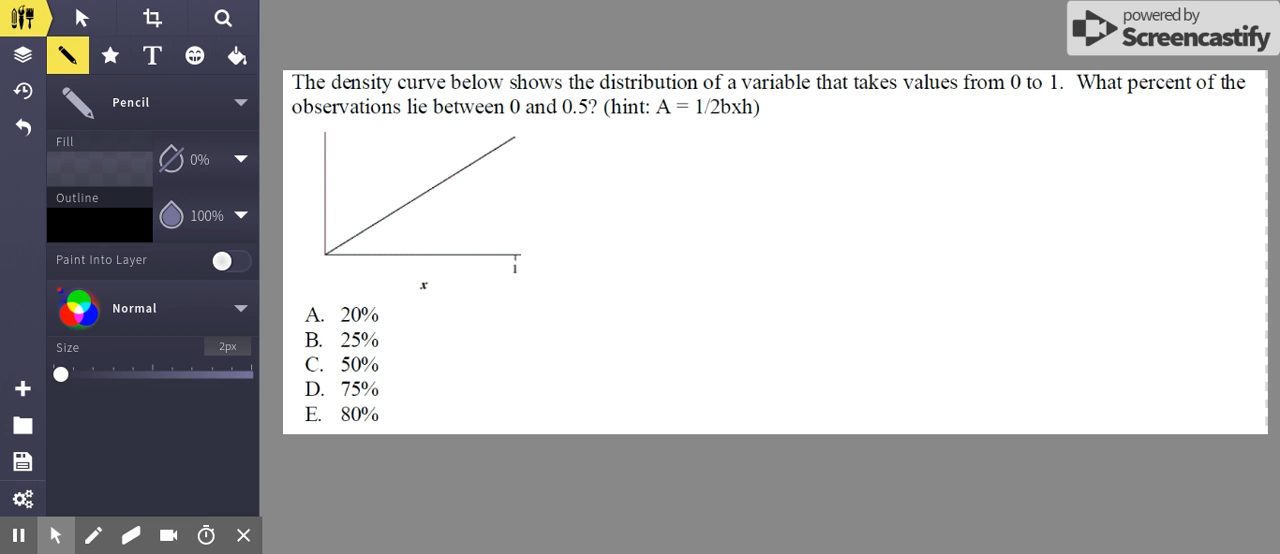 powered by
Screencastify
Pencil
Fill
0%
Outline
100%
Paint Into Layer
Normal
Size
2px
The density curve below shows the distribution of a variable that takes values from 0 to 1. What percent of the
observations lie between 0 and 0.5? (hint: A = 1/2bxh)
1
x
A. 20%
B. 25%
C. 50%
D. 75%
E. 80%